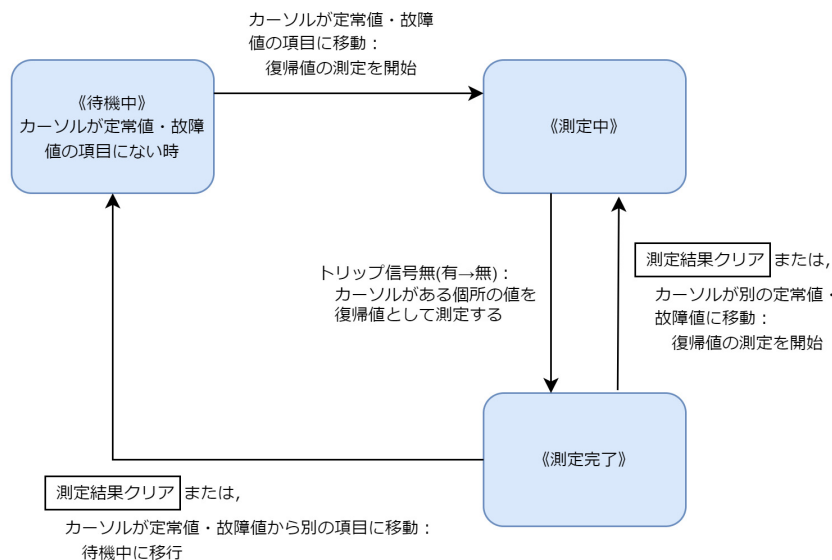 カーソルが定常値・故障
値の項目に移動：
復帰値の測定を開始
《待機中》
カーソルが定常値・故障
値の項目にない時
《測定中》
トリップ信号無(有→無)：
カーソルがある個所の値を
復帰値として測定する
測定結果クリア または,
カーソルが別の定常値・
故障値に移動：
復帰値の測定を開始
《測定完了》
測定結果クリア または,
カーソルが定常値・故障値から別の項目に移動：
待機中に移行